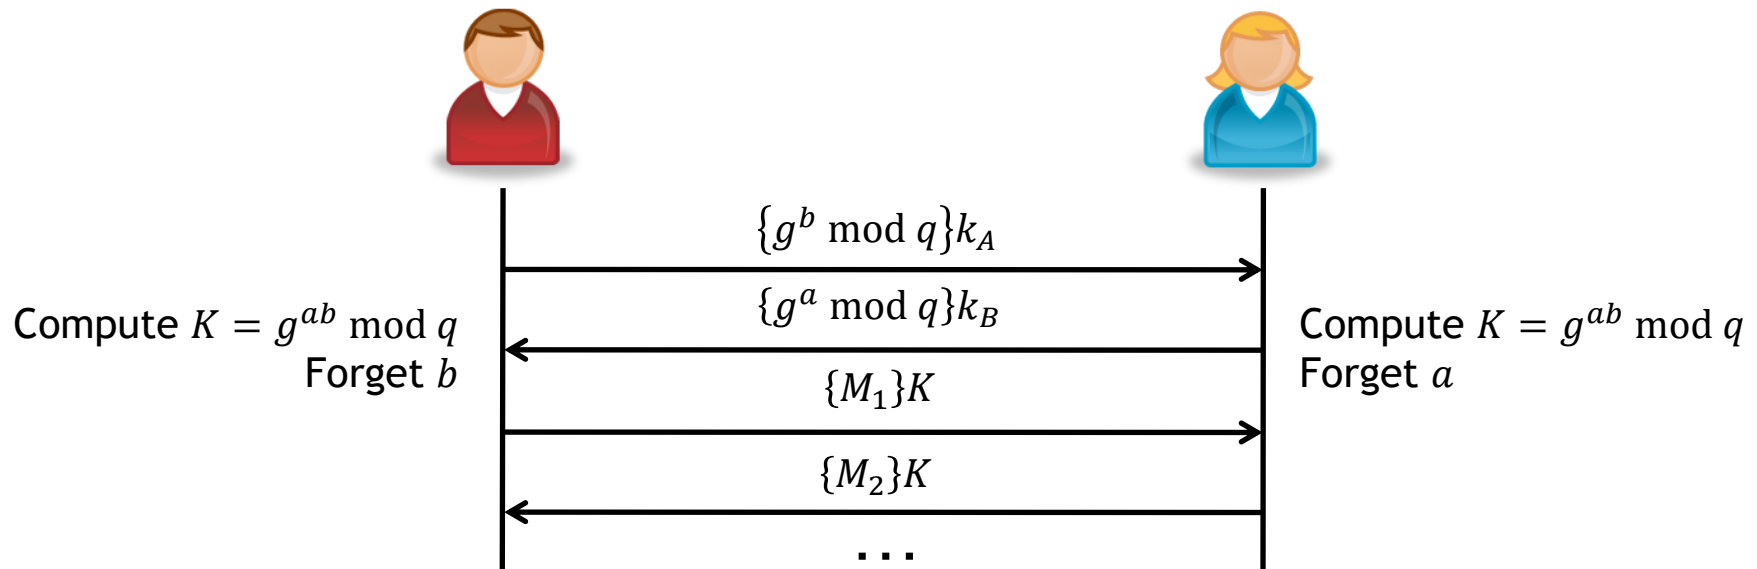 {g^b mod q}k_A
{g^a mod q}k_B
Compute K = g^{ab} mod q
Forget b
Compute K = g^{ab} mod q
Forget a
{M_1}K
{M_2}K
...